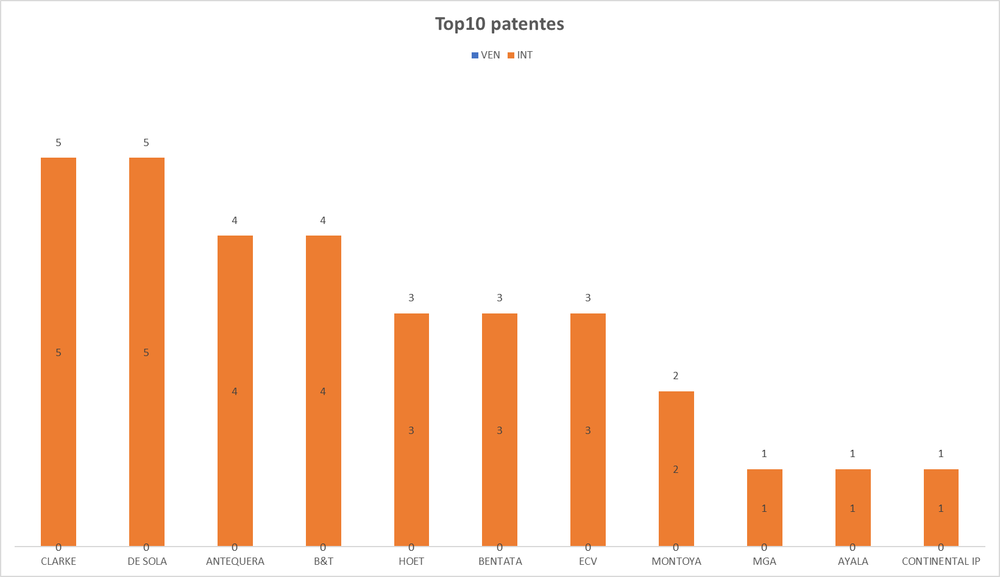 Top10 patentes
VEN INT
5 5
4 4
3 3 3
5 5
2
4 4
3 3 3
1 1 1
2
1 1 1
0 0 0 0 0 0 0 0 0 0 0
CLARKE DE SOLA ANTEQUERA B&T HOET BENTATA ECV MONTOYA MGA AYALA CONTINENTAL IP